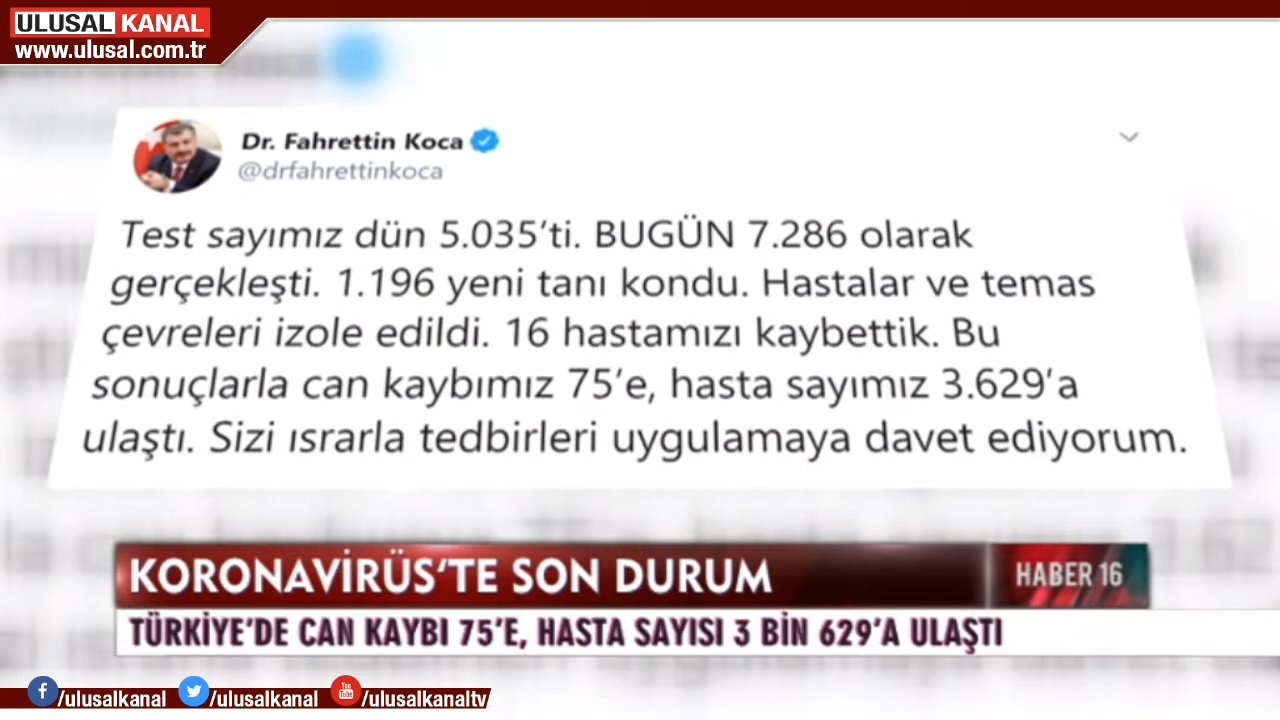 ULUSAL KANAL
www.ulusal.com.tr
Dr. Fahrettin Koca
@drfahrettinkoca
Test sayımız dün 5.035’ti. BUGÜN 7.286 olarak
gerçekleşti. 1.196 yeni tanı kondu. Hastalar ve temas
çevreleri izole edildi. 16 hastamızı kaybettik. Bu
sonuçlarla can kaybımız 75’e, hasta sayımız 3.629’a
ulaştı. Sizi ısrarla tedbirleri uygulamaya davet ediyorum.
KORONAVİRÜS‘TE SON DURUM
HABER 16
TÜRKİYE’DE CAN KAYBI 75’E, HASTA SAYISI 3 BİN 629’A ULAŞTI
/ulusalkanal
/ulusalkanal
You Tube
/ulusalkanaltv